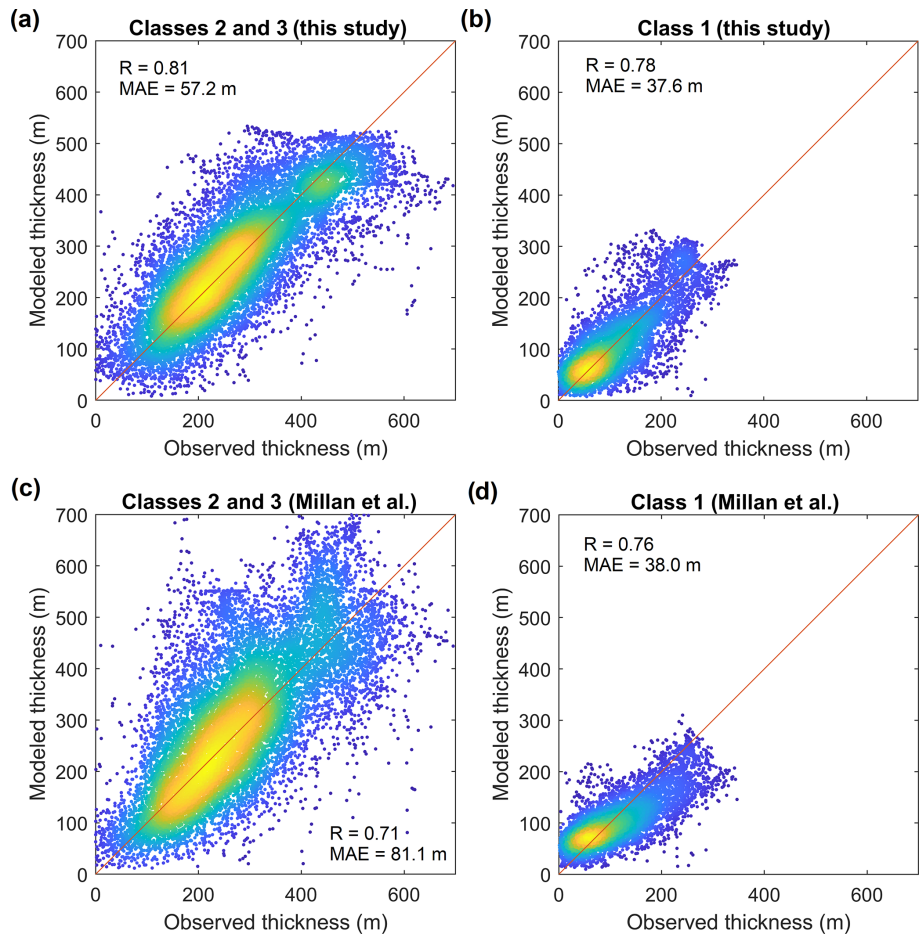 (a)
Classes 2 and 3 (this study)
R = 0.81
MAE = 57.2 m
700
600
500
400
300
200
100
0
Modeled thickness (m)
0 200 400 600
Observed thickness (m)
(b)
Class 1 (this study)
R = 0.78
MAE = 37.6 m
700
600
500
400
300
200
100
0
Modeled thickness (m)
0 200 400 600
Observed thickness (m)
(c)
Classes 2 and 3 (Millan et al.)
700
600
500
400
300
200
100
0
Modeled thickness (m)
R = 0.71
MAE = 81.1 m
0 200 400 600
Observed thickness (m)
(d)
Class 1 (Millan et al.)
R = 0.76
MAE = 38.0 m
700
600
500
400
300
200
100
0
Modeled thickness (m)
0 200 400 600
Observed thickness (m)